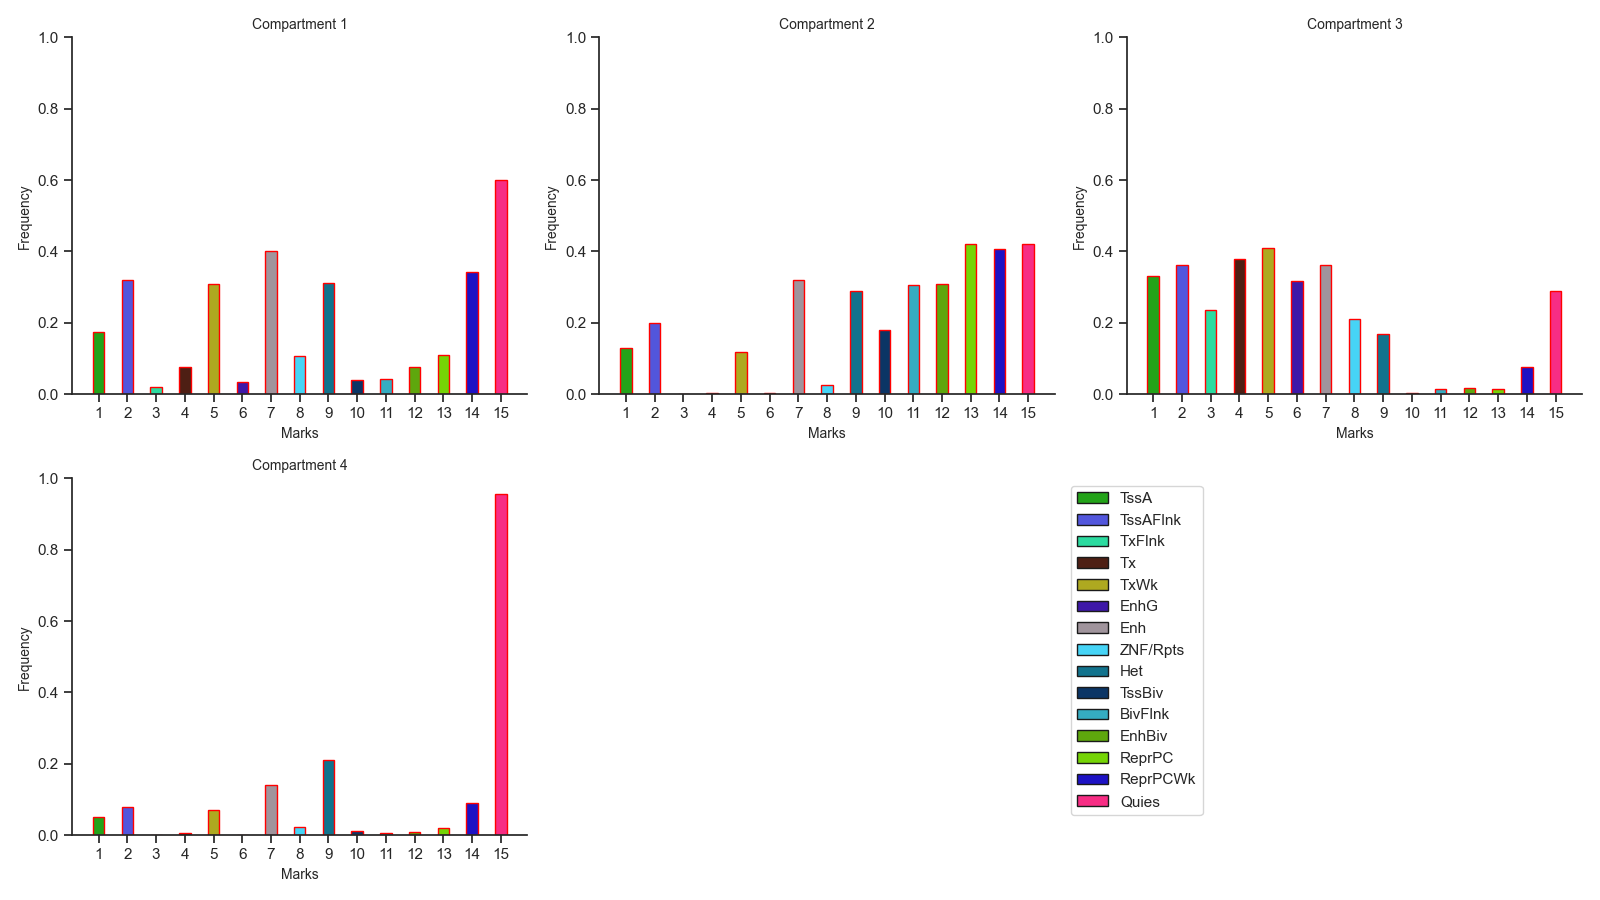 Compartment 1
1.0
0.8
0.6
0.4
0.2
0.0
Frequency
1 2 3 4 5 6 7 8 9 10 11 12 13 14 15
Marks
Compartment 2
1.0
0.8
0.6
0.4
0.2
0.0
Frequency
1 2 3 4 5 6 7 8 9 10 11 12 13 14 15
Marks
Compartment 3
1.0
0.8
0.6
0.4
0.2
0.0
Frequency
1 2 3 4 5 6 7 8 9 10 11 12 13 14 15
Marks
Compartment 4
1.0
0.8
0.6
0.4
0.2
0.0
Frequency
1 2 3 4 5 6 7 8 9 10 11 12 13 14 15
Marks
TssA
TssAFlnk
TxFlnk
Tx
TxWk
EnhG
Enh
ZNF/Rpts
Het
TssBiv
BivFlnk
EnhBiv
ReprPC
ReprPCWk
Quies